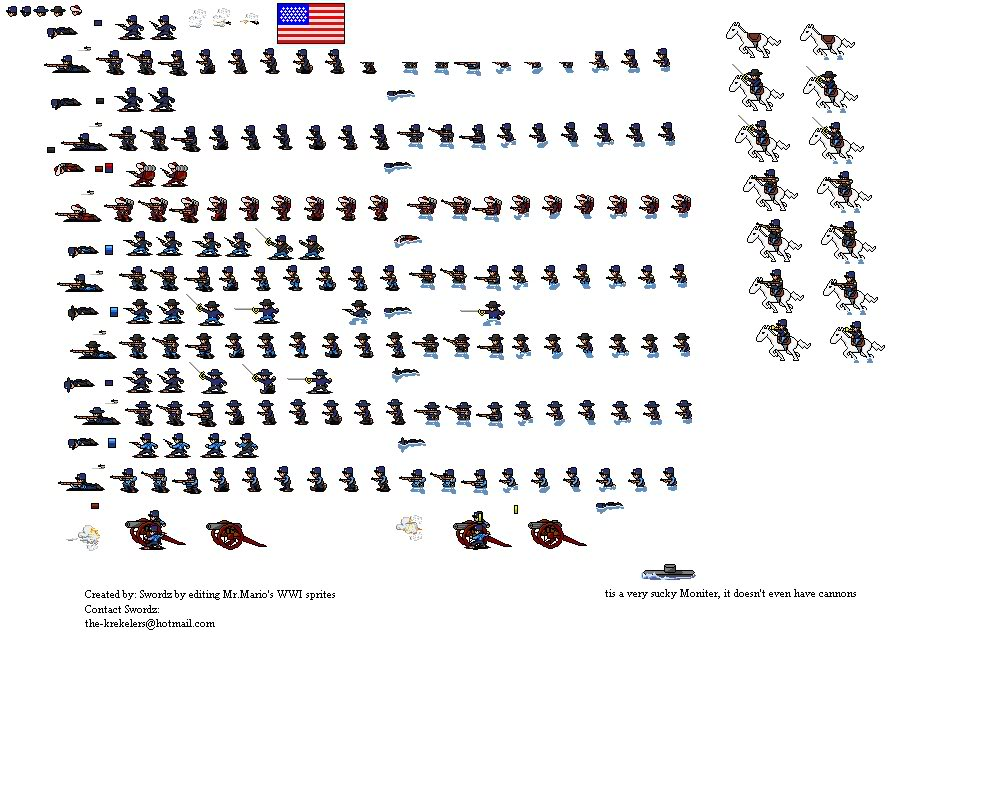 Created by: Swordz by editing Mr.Mario's WWI sprites
Contact Swordz:
the-krekelers@hotmail.com
tis a very sucky Moniter, it doesn't even have cannons